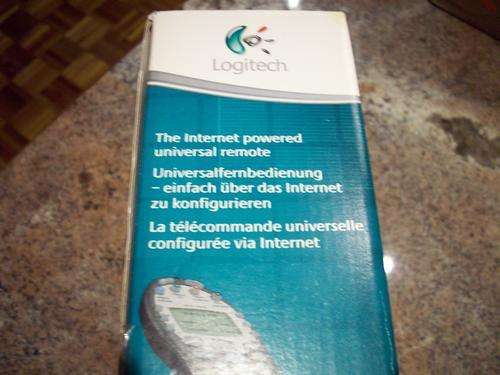 Logitech
The Internet powered
universal remote
Universalfernbedienung
– einfach über das Internet
zu konfigurieren
La télécommande universelle
configurée via Internet